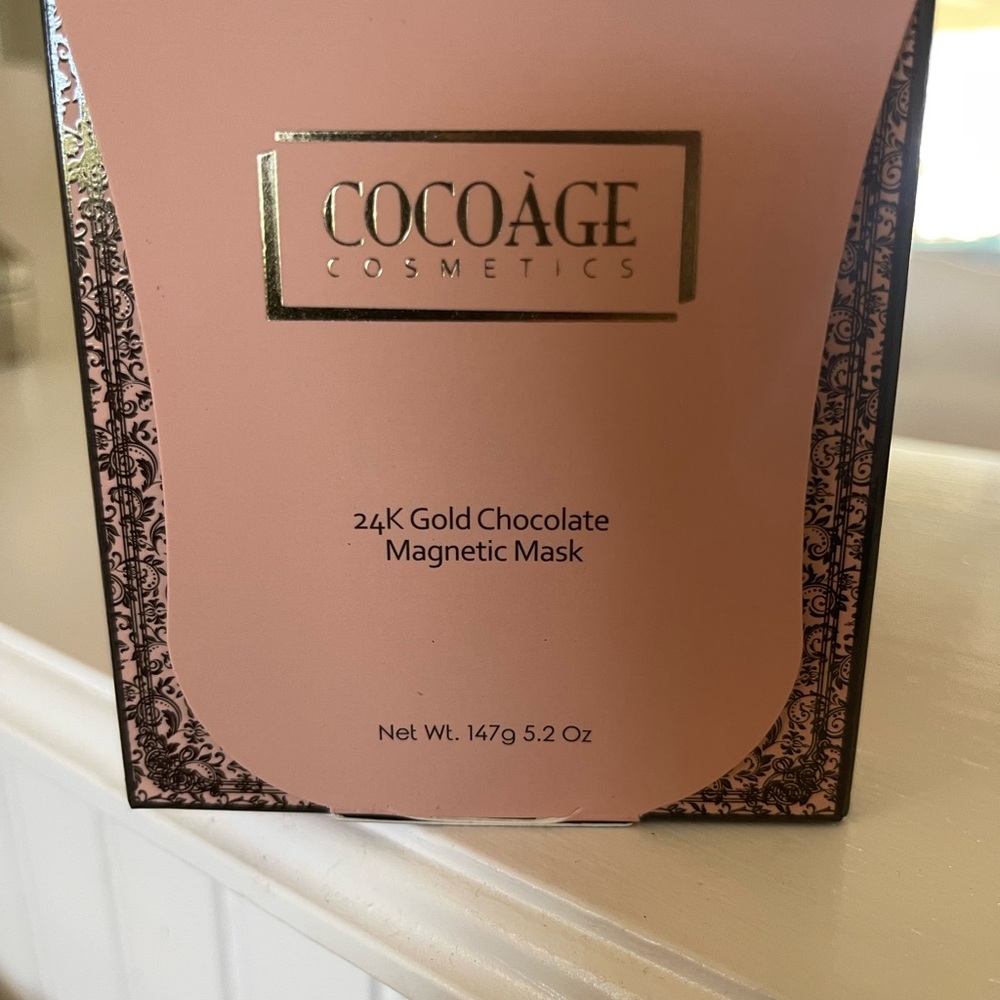 COCOÀGE
COSMETICS
24K Gold Chocolate
Magnetic Mask
Net Wt. 147g 5.2 Oz